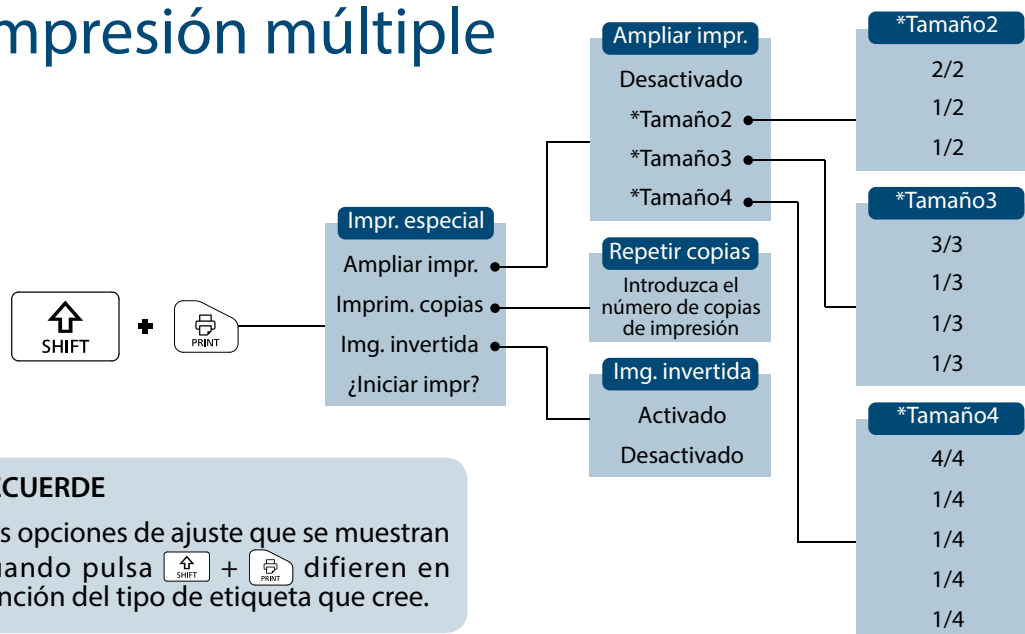 mpresión múltiple
SHIFT
PRINT
Impr. especial
Ampliar impr.
Imprim. copias
Img. invertida
¿Iniciar impr?
Ampliar impr.
Desactivado
*Tamaño2
*Tamaño3
*Tamaño4
Repetir copias
Introduzca el
número de copias
de impresión
Img. invertida
Activado
Desactivado
*Tamaño2
2/2
1/2
1/2
*Tamaño3
3/3
1/3
1/3
1/3
*Tamaño4
4/4
1/4
1/4
1/4
1/4
ECUERDE
s opciones de ajuste que se muestran
uando pulsa SHIFT + PRINT difieren en
nción del tipo de etiqueta que cree.